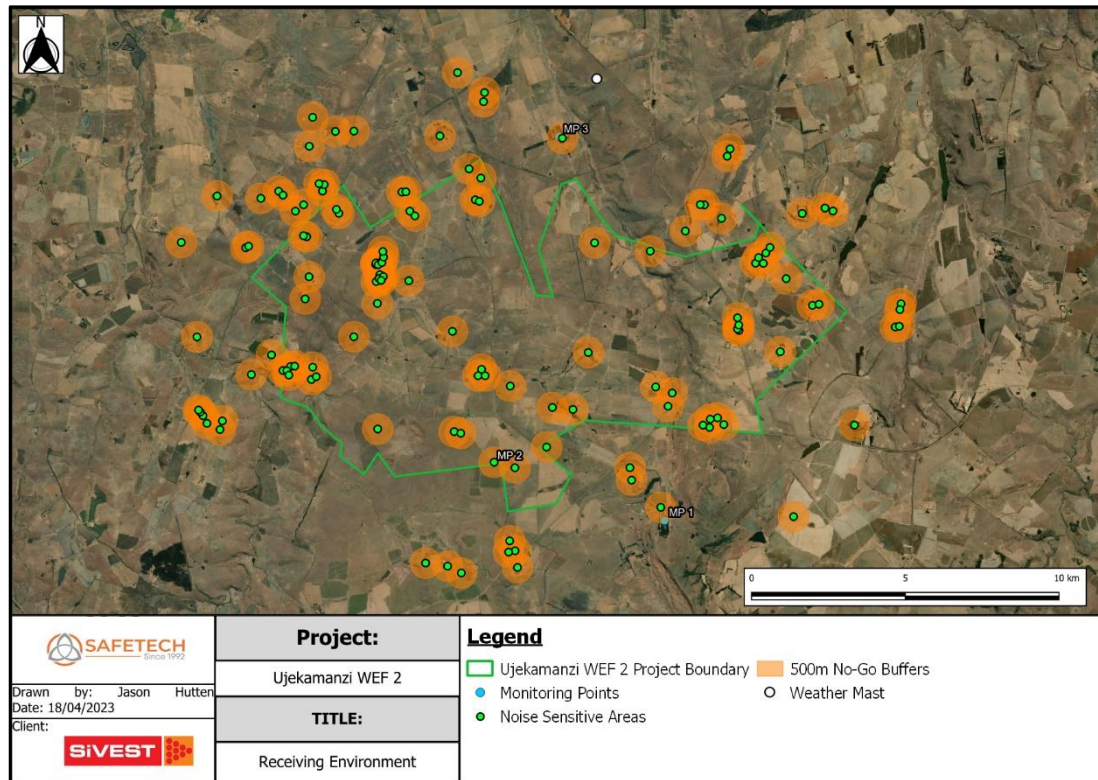 N
MP 3
MP 2
MP 1
0 5 10 km
SAFETECH
Since 1992
Drawn by: Jason Hutten
Date: 18/04/2023
Client:
SiVEST
Project:
Ujekamanzi WEF 2
TITLE:
Receiving Environment
Legend
Ujekamanzi WEF 2 Project Boundary
Monitoring Points
Noise Sensitive Areas
500m No-Go Buffers
Weather Mast